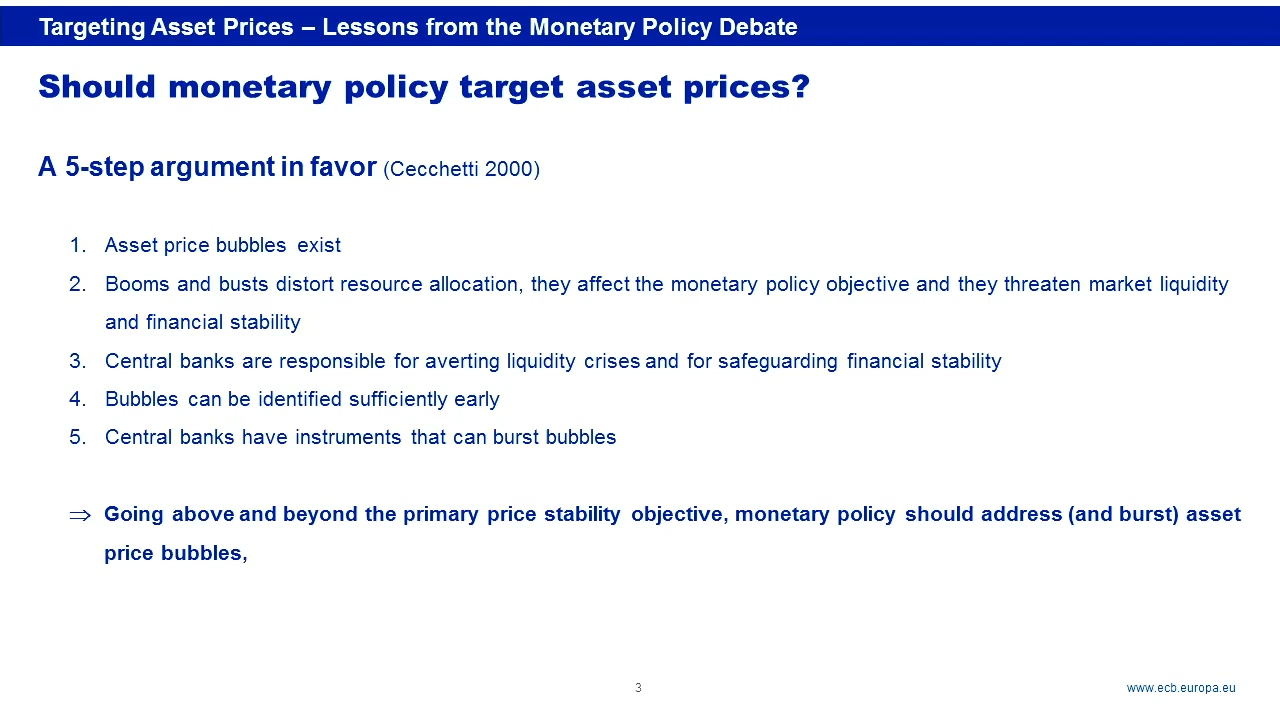 Targeting Asset Prices – Lessons from the Monetary Policy Debate
Should monetary policy target asset prices?
A 5-step argument in favor (Cecchetti 2000)
1. Asset price bubbles exist
2. Booms and busts distort resource allocation, they affect the monetary policy objective and they threaten market liquidity
and financial stability
3. Central banks are responsible for averting liquidity crises and for safeguarding financial stability
4. Bubbles can be identified sufficiently early
5. Central banks have instruments that can burst bubbles
⇒ Going above and beyond the primary price stability objective, monetary policy should address (and burst) asset
price bubbles,
3
www.ecb.europa.eu